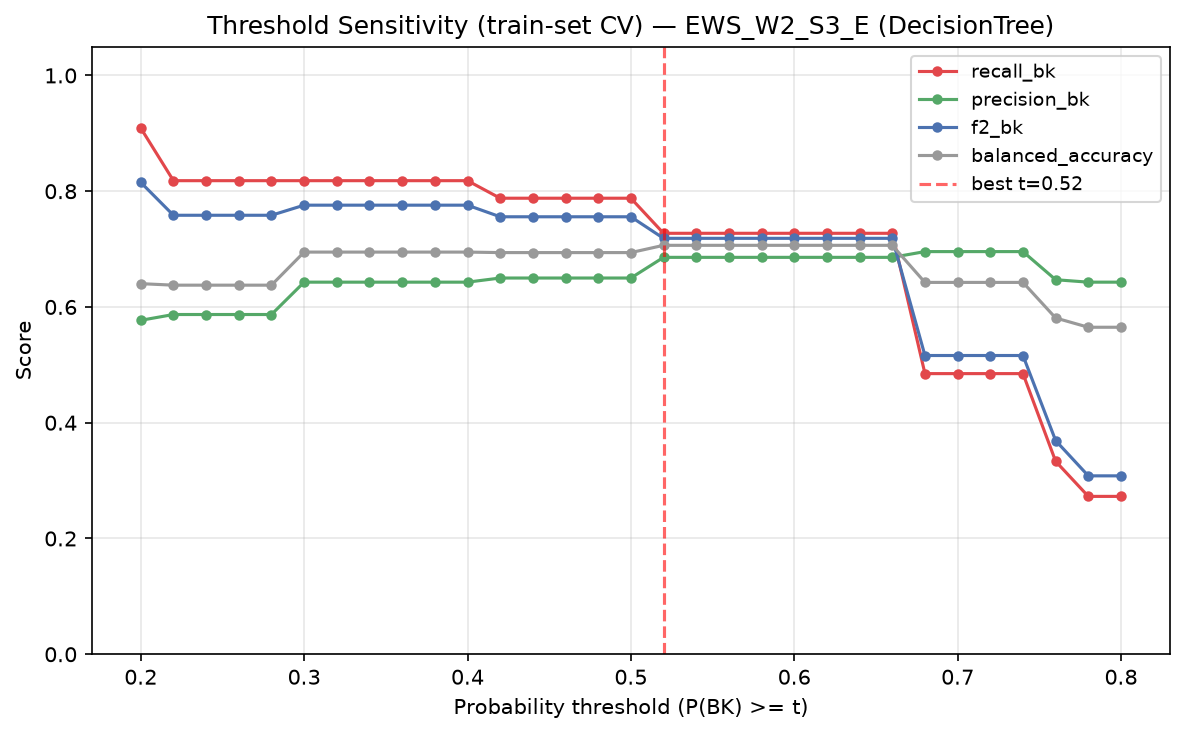 Threshold Sensitivity (train-set CV) — EWS_W2_S3_E (DecisionTree)
recall_bk
precision_bk
f2_bk
balanced_accuracy
best t=0.52
Score
1.0
0.8
0.6
0.4
0.2
0.0
0.2 0.3 0.4 0.5 0.6 0.7 0.8
Probability threshold (P(BK) >= t)